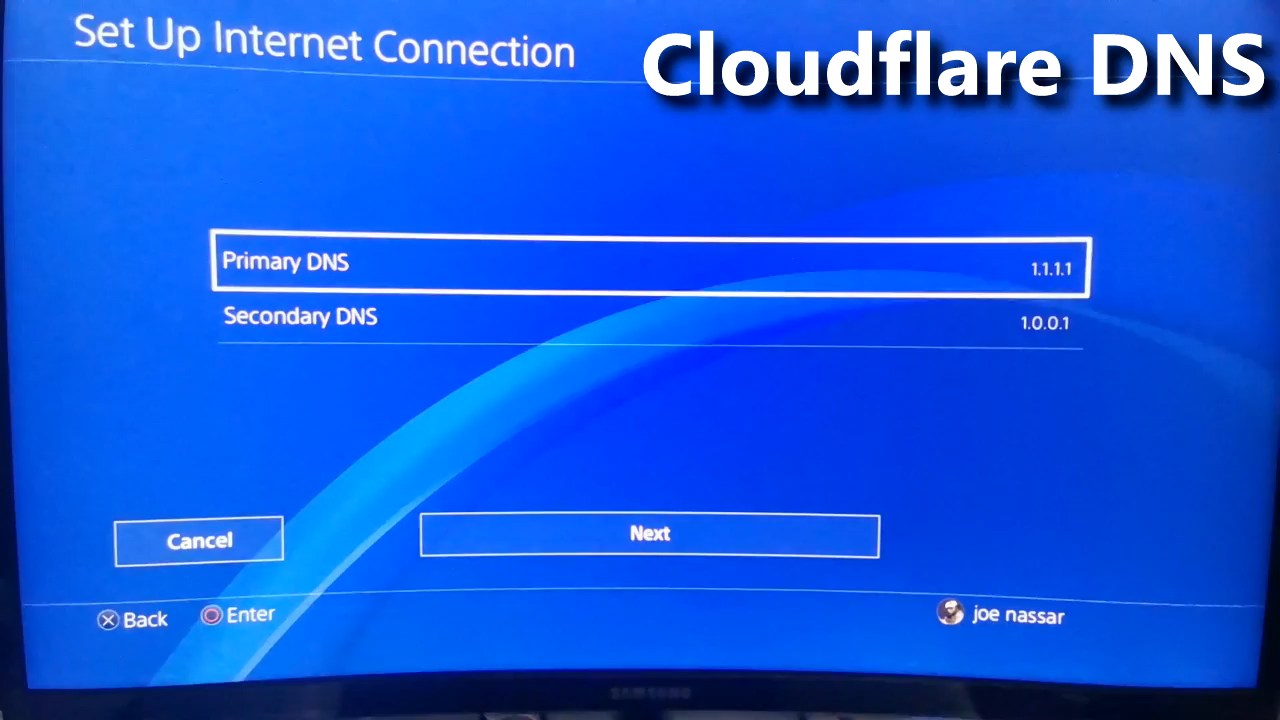 Set Up Internet Connection
Cloudflare DNS
Primary DNS 1.1.1.1
Secondary DNS 1.0.0.1
Cancel
Next
Back
Enter
joe nassar
SAMSUNG